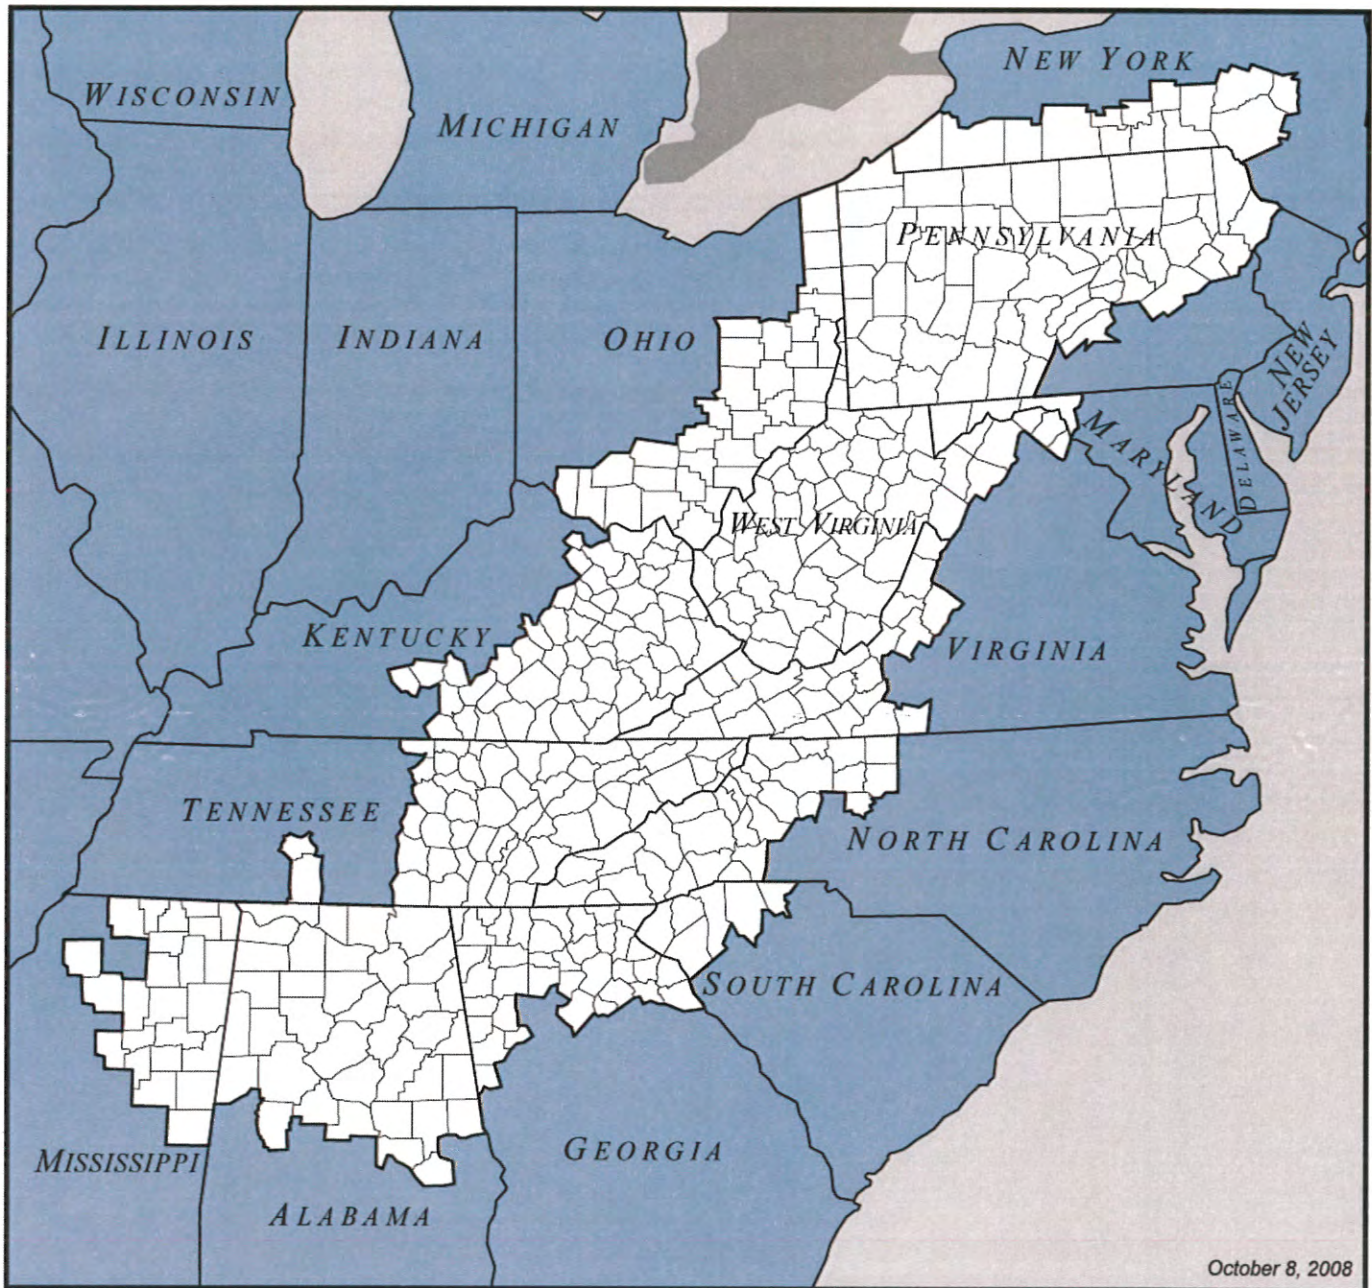 NEW YORK
WISCONSIN
MICHIGAN
PENNSYLVANIA
ILLINOIS
INDIANA
OHIO
NEW
JERSEY
DELAWARE
MARYLAND
WEST VIRGINIA
KENTUCKY
VIRGINIA
TENNESSEE
NORTH CAROLINA
SOUTH CAROLINA
MISSISSIPPI
GEORGIA
ALABAMA
October 8, 2008